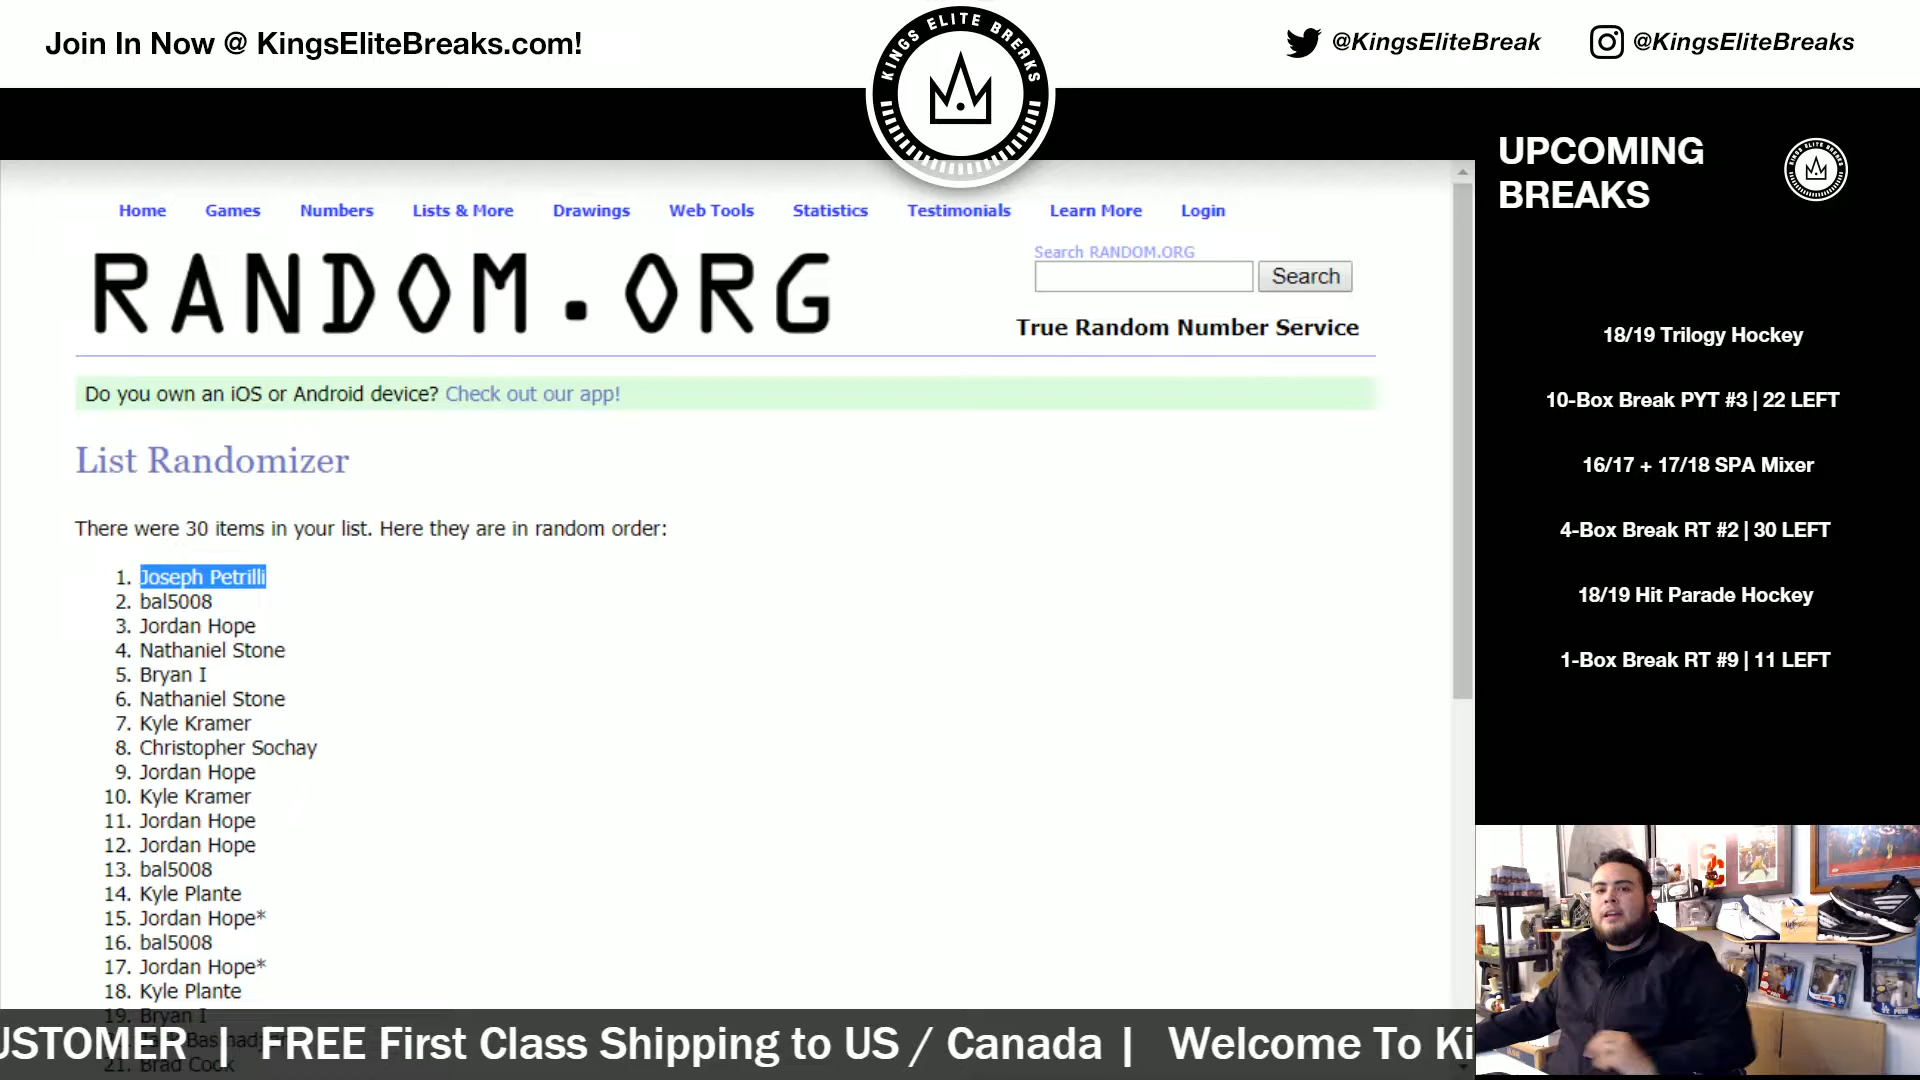 Join In Now @ KingsEliteBreaks.com!
KINGS ELITE BREAKS
@KingsEliteBreak
@KingsEliteBreaks
UPCOMING
BREAKS
KINGS ELITE BREAKS
Home Games Numbers Lists & More Drawings Web Tools Statistics Testimonials Learn More Login
RANDOM.ORG
Search RANDOM.ORG
Search
True Random Number Service
Do you own an iOS or Android device? Check out our app!
List Randomizer
There were 30 items in your list. Here they are in random order:
1. Joseph Petrilli
2. bal5008
3. Jordan Hope
4. Nathaniel Stone
5. Bryan I
6. Nathaniel Stone
7. Kyle Kramer
8. Christopher Sochay
9. Jordan Hope
10. Kyle Kramer
11. Jordan Hope
12. Jordan Hope
13. bal5008
14. Kyle Plante
15. Jordan Hope*
16. bal5008
17. Jordan Hope*
18. Kyle Plante
19. Bryan I
21. Brad Cook
18/19 Trilogy Hockey
10-Box Break PYT #3 | 22 LEFT
16/17 + 17/18 SPA Mixer
4-Box Break RT #2 | 30 LEFT
18/19 Hit Parade Hockey
1-Box Break RT #9 | 11 LEFT
USTOMER | FREE First Class Shipping to US / Canada | Welcome To Ki